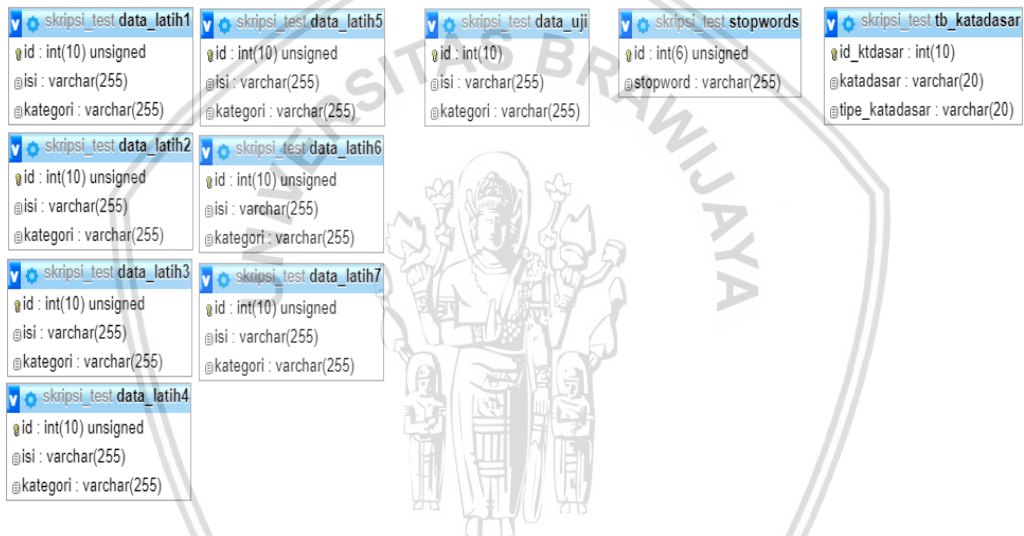 skripsi_test data_latih1
id : int(10) unsigned
isi : varchar(255)
kategori : varchar(255)
skripsi_test data_latih2
id : int(10) unsigned
isi : varchar(255)
kategori : varchar(255)
skripsi_test data_latih3
id : int(10) unsigned
isi : varchar(255)
kategori : varchar(255)
skripsi_test data_latih4
id : int(10) unsigned
isi : varchar(255)
kategori : varchar(255)
skripsi_test data_latih5
id : int(10) unsigned
isi : varchar(255)
kategori : varchar(255)
skripsi_test data_latih6
id : int(10) unsigned
isi : varchar(255)
kategori : varchar(255)
skripsi_test data_latih7
id : int(10) unsigned
isi : varchar(255)
kategori : varchar(255)
skripsi_test data_uji
id : int(10)
isi : varchar(255)
kategori : varchar(255)
skripsi_test stopwords
id : int(6) unsigned
stopword : varchar(255)
skripsi_test tb_katadasar
id_ktdasar : int(10)
katadasar : varchar(20)
tipe_katadasar : varchar(20)
UNIVERSITAS BRAWIJAYA